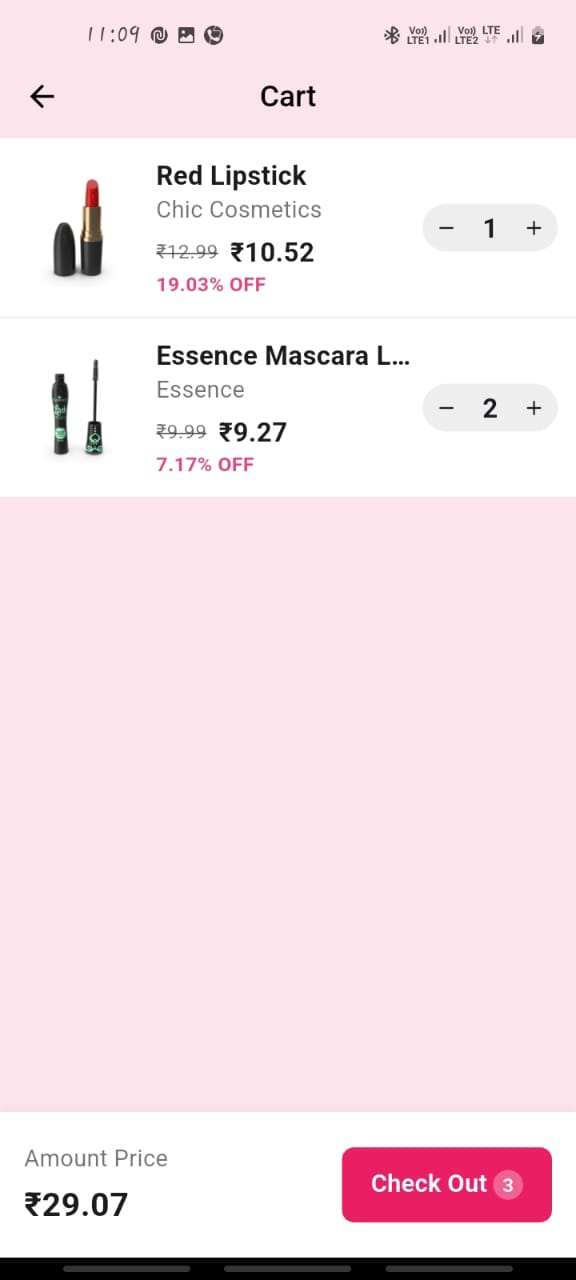 11:09 Vo)) LTE1 Vo)) LTE2 LTE
Cart
Red Lipstick
Chic Cosmetics
₹12.99 ₹10.52
19.03% OFF
− 1 +
Essence Mascara L...
Essence
₹9.99 ₹9.27
7.17% OFF
− 2 +
Amount Price
₹29.07
Check Out 3